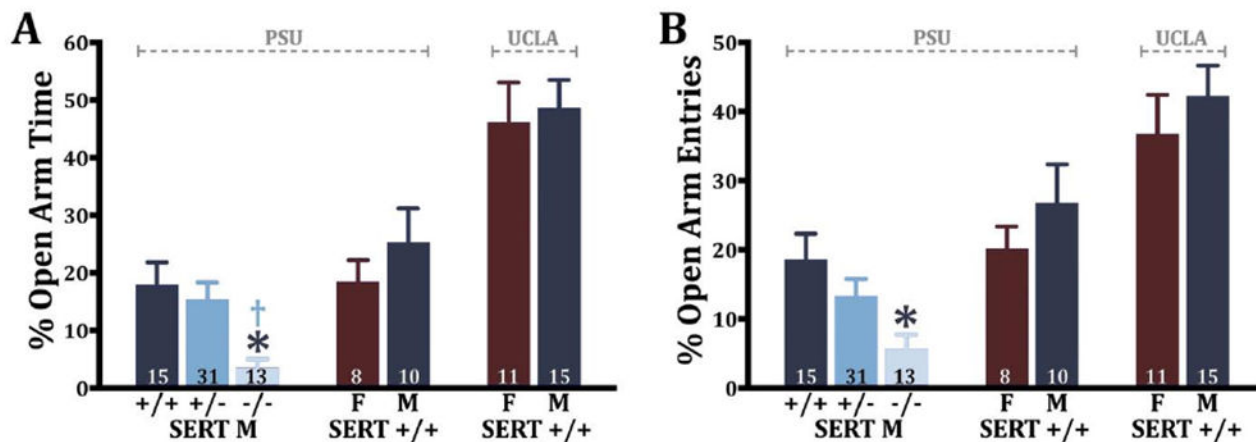 A
PSU
UCLA
% Open Arm Time
60
50
40
30
20
10
0
†
*
15 31 13 8 10 11 15
+/+ +/- -/- F M F M
SERT M SERT +/+ SERT +/+
B
PSU
UCLA
% Open Arm Entries
50
40
30
20
10
0
*
15 31 13 8 10 11 15
+/+ +/- -/- F M F M
SERT M SERT +/+ SERT +/+